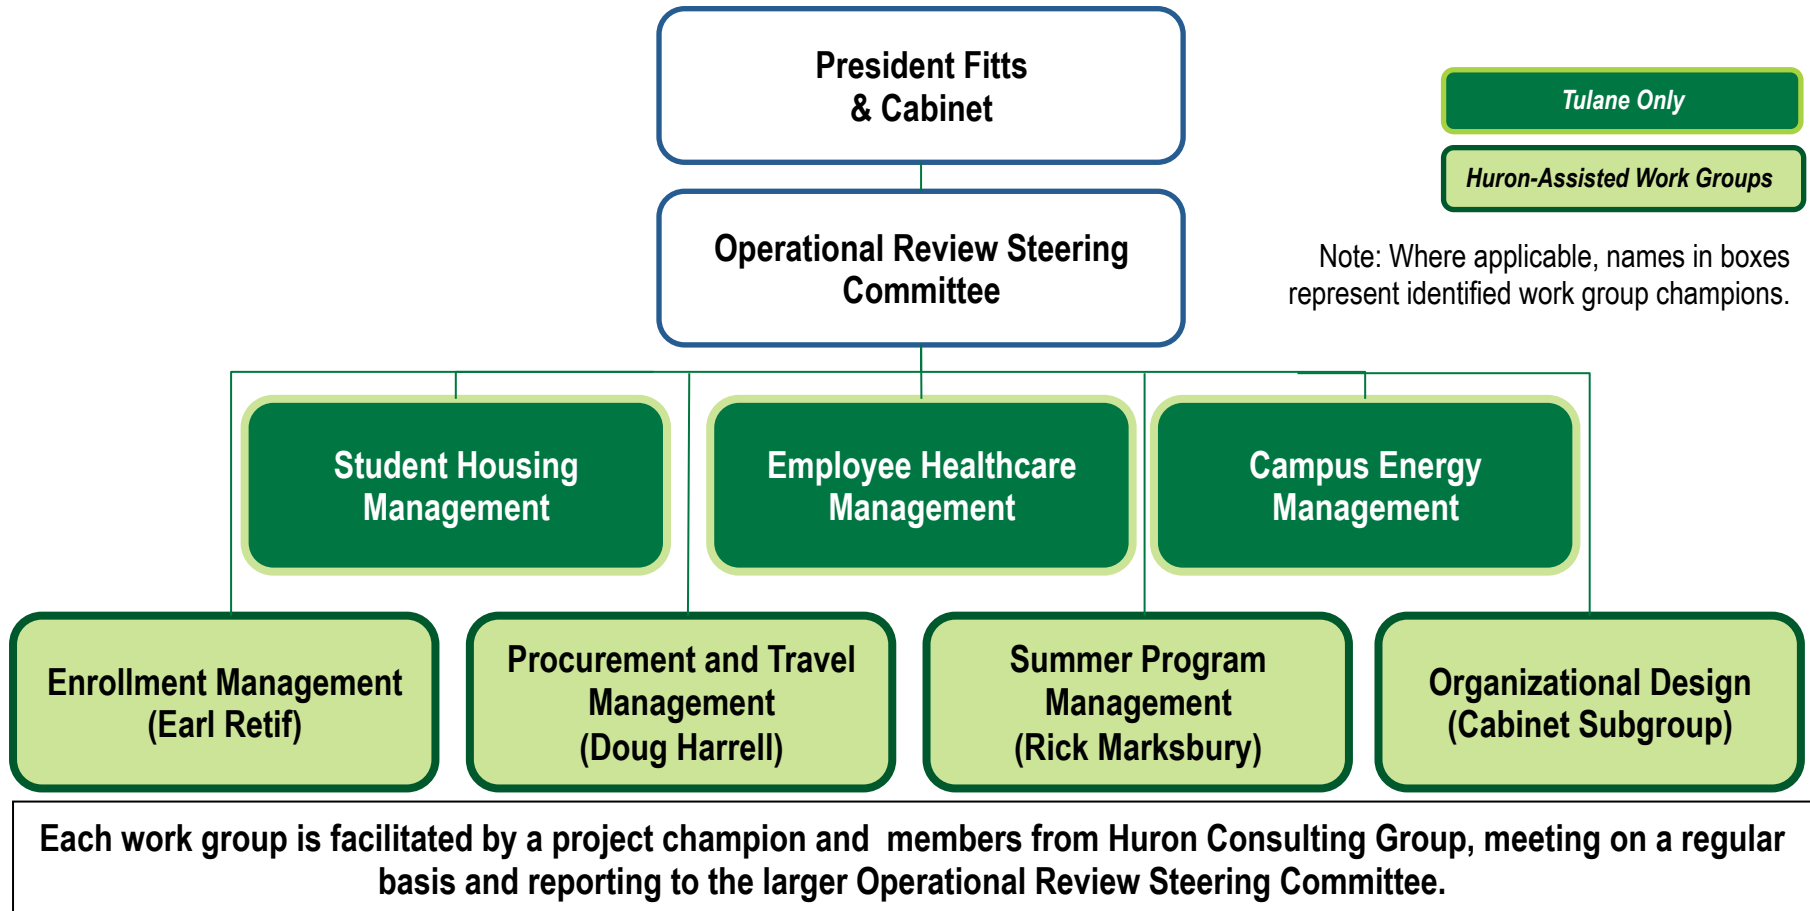 President Fitts
& Cabinet
Tulane Only
Huron-Assisted Work Groups
Operational Review Steering
Committee
Note: Where applicable, names in boxes
represent identified work group champions.
Student Housing
Management
Employee Healthcare
Management
Campus Energy
Management
Enrollment Management
(Earl Retif)
Procurement and Travel
Management
(Doug Harrell)
Summer Program
Management
(Rick Marksbury)
Organizational Design
(Cabinet Subgroup)
Each work group is facilitated by a project champion and  members from Huron Consulting Group, meeting on a regular
basis and reporting to the larger Operational Review Steering Committee.